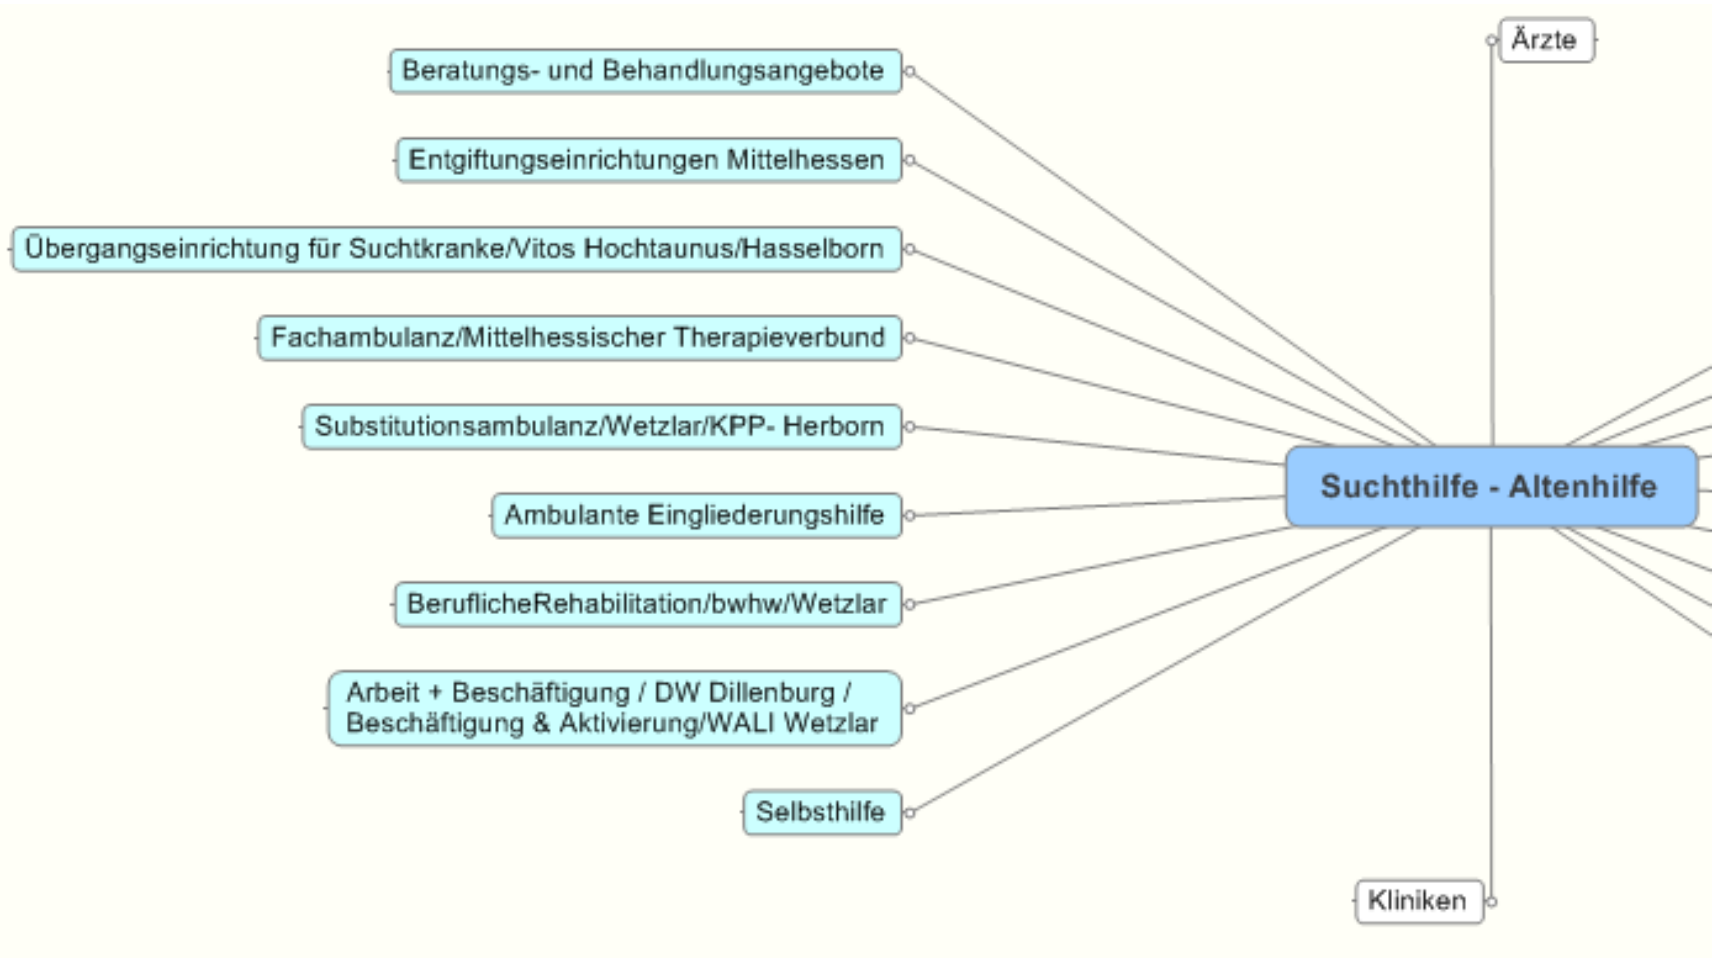 Ärzte
Beratungs- und Behandlungsangebote
Entgiftungseinrichtungen Mittelhessen
Übergangseinrichtung für Suchtkranke/Vitos Hochtaunus/Hasselborn
Fachambulanz/Mittelhessischer Therapieverbund
Substitutionsambulanz/Wetzlar/KPP- Herborn
Suchthilfe - Altenhilfe
Ambulante Eingliederungshilfe
BeruflicheRehabilitation/bwhw/Wetzlar
Arbeit + Beschäftigung / DW Dillenburg /
Beschäftigung & Aktivierung/WALI Wetzlar
Selbsthilfe
Kliniken